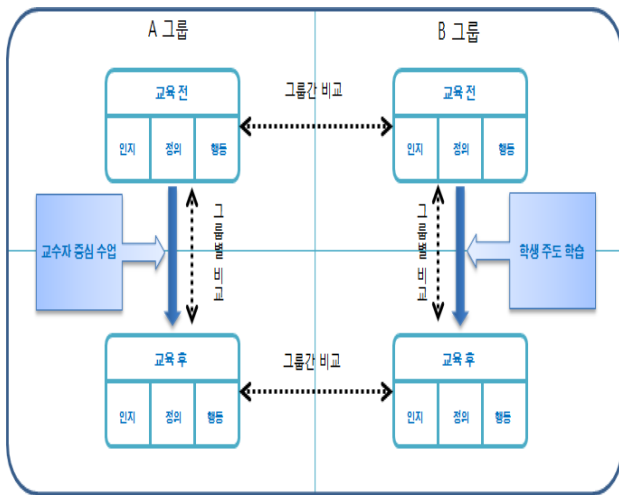 A 그룹
B 그룹
교육 전
인지 정의 행동
그룹간 비교
교육 전
인지 정의 행동
교수자 중심 수업
그룹별 비교
그룹별 비교
학생 주도 학습
교육 후
인지 정의 행동
그룹간 비교
교육 후
인지 정의 행동